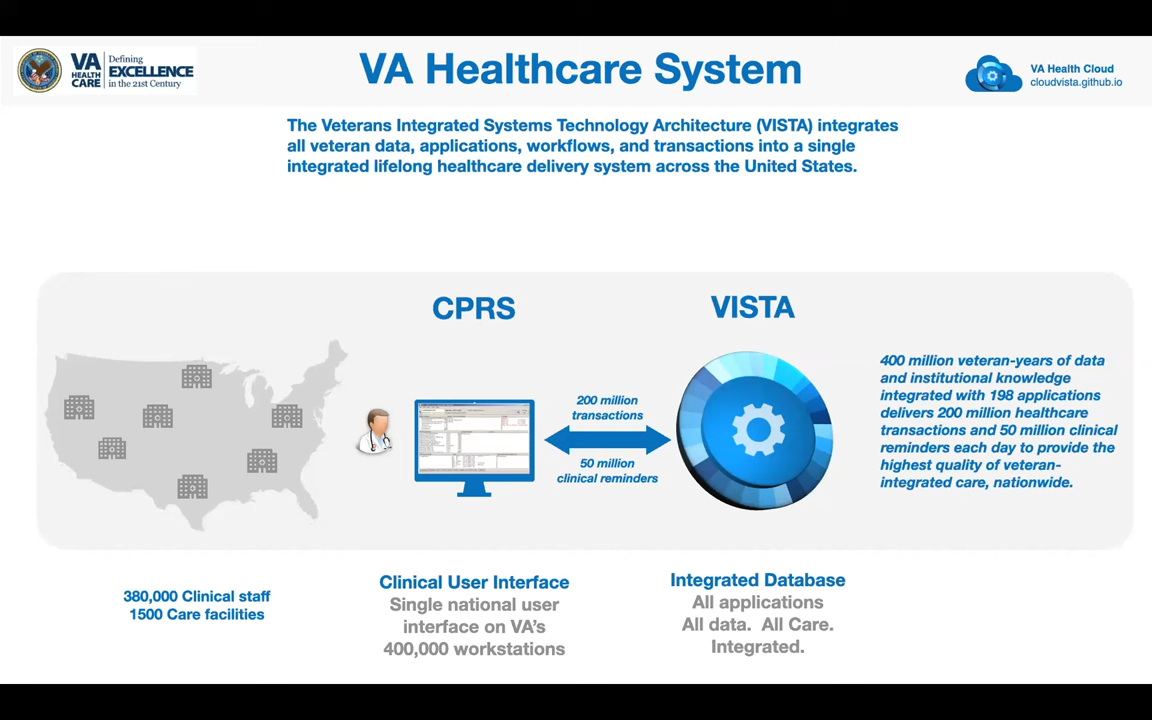 VA
HEALTH
CARE
Defining
EXCELLENCE
in the 21st Century
VA Healthcare System
VA Health Cloud
cloudvista.github.io
The Veterans Integrated Systems Technology Architecture (VISTA) integrates
all veteran data, applications, workflows, and transactions into a single
integrated lifelong healthcare delivery system across the United States.
CPRS
VISTA
200 million
transactions
50 million
clinical reminders
400 million veteran-years of data
and institutional knowledge
integrated with 198 applications
delivers 200 million healthcare
transactions and 50 million clinical
reminders each day to provide the
highest quality of veteran-
integrated care, nationwide.
380,000 Clinical staff
1500 Care facilities
Clinical User Interface
Single national user
interface on VA's
400,000 workstations
Integrated Database
All applications
All data. All Care.
Integrated.